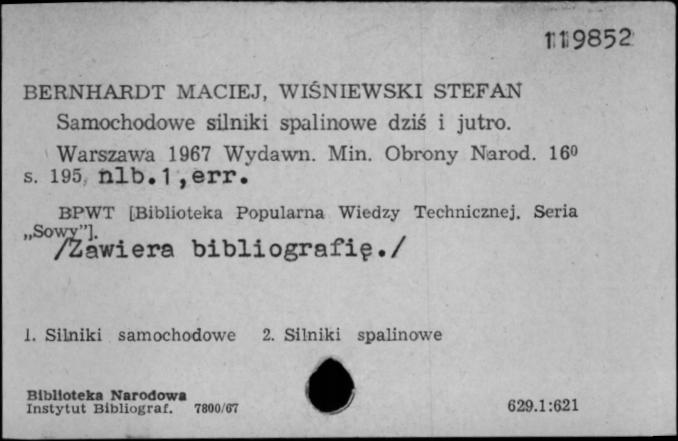 119852
BERNHARDT MACIEJ, WIŚNIEWSKI STEFAN
Samochodowe silniki spalinowe dziś i jutro.
Warszawa 1967 Wydawn. Min. Obrony Narod. 16⁰
s. 195, nlb.1,err.
BPWT [Biblioteka Popularna Wiedzy Technicznej. Seria
„Sowy”].
/Zawiera bibliografię./
1. Silniki samochodowe 2. Silniki spalinowe
Biblioteka Narodowa
Instytut Bibliograf. 7800/67
629.1:621